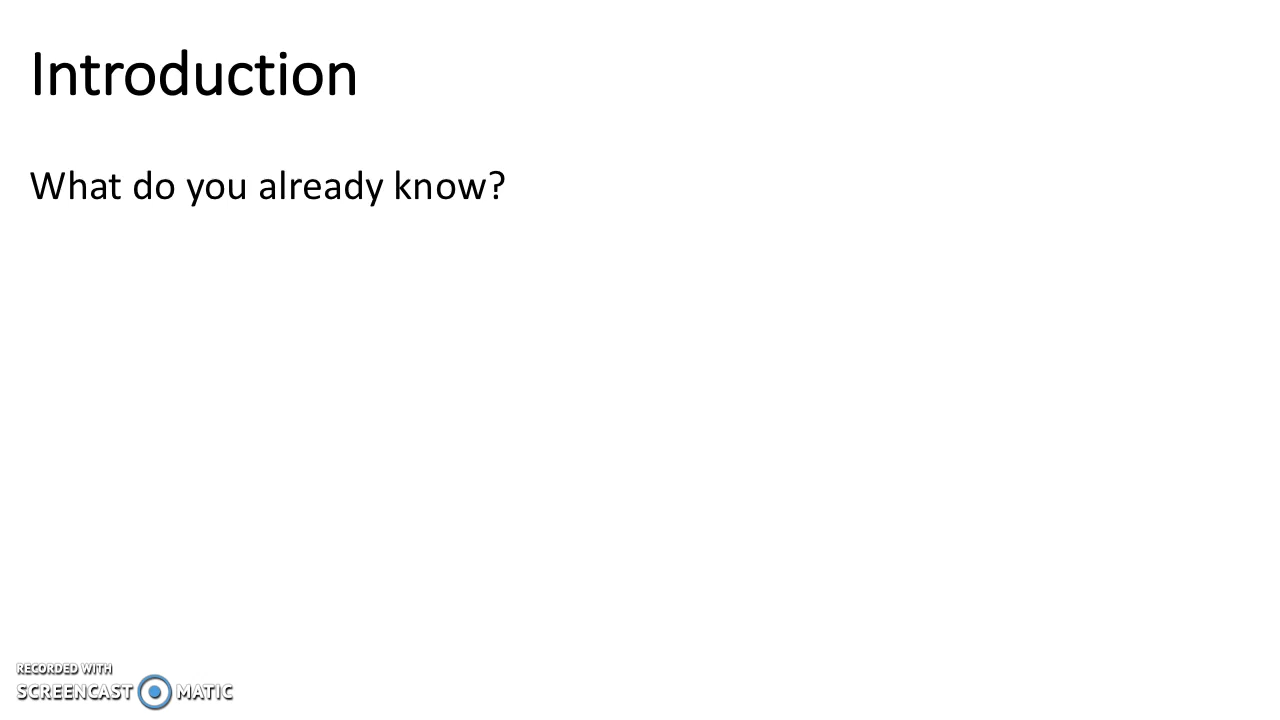 Introduction
What do you already know?
RECORDED WITH
SCREENCAST MATIC